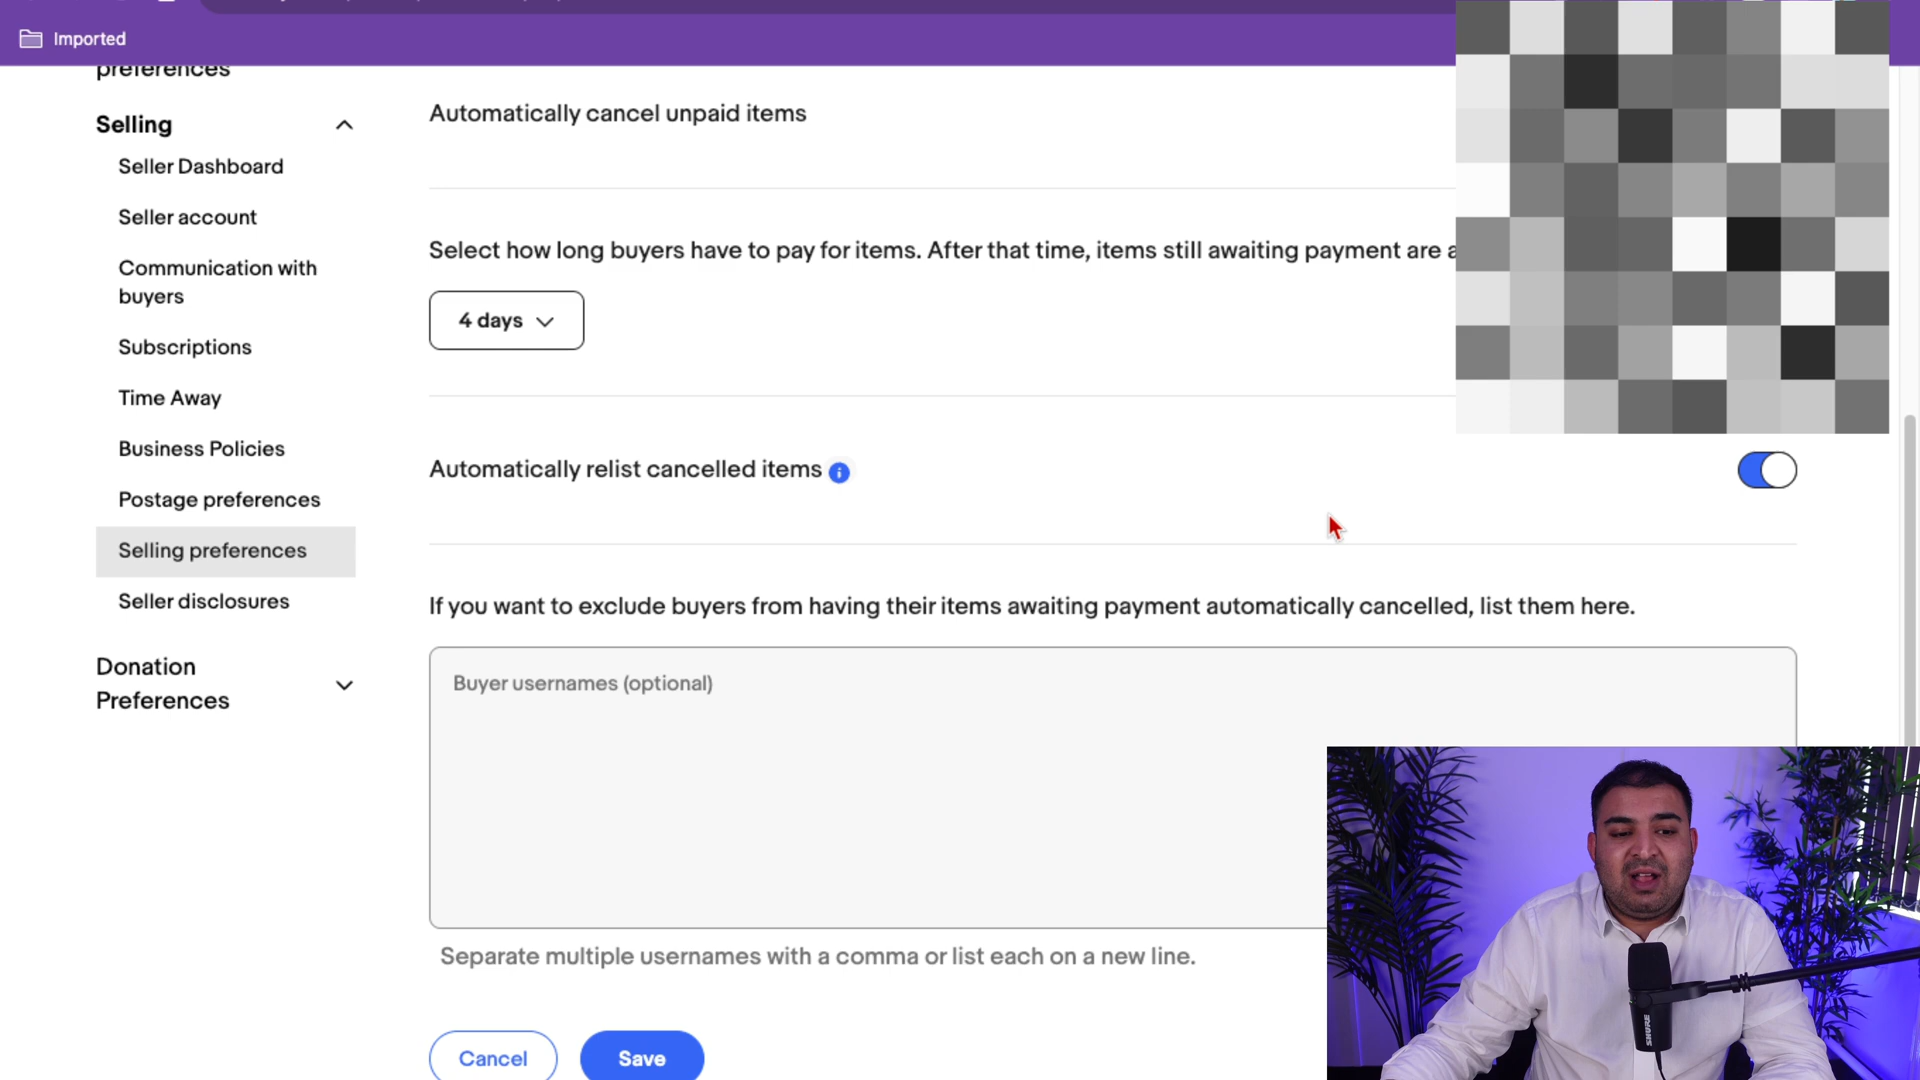 Imported
preferences
Selling
Seller Dashboard
Seller account
Communication with
buyers
Subscriptions
Time Away
Business Policies
Postage preferences
Selling preferences
Seller disclosures
Donation
Preferences
Automatically cancel unpaid items
Select how long buyers have to pay for items. After that time, items still awaiting payment are a
4 days
Automatically relist cancelled items
If you want to exclude buyers from having their items awaiting payment automatically cancelled, list them here.
Buyer usernames (optional)
Separate multiple usernames with a comma or list each on a new line.
Cancel
Save
SHURE